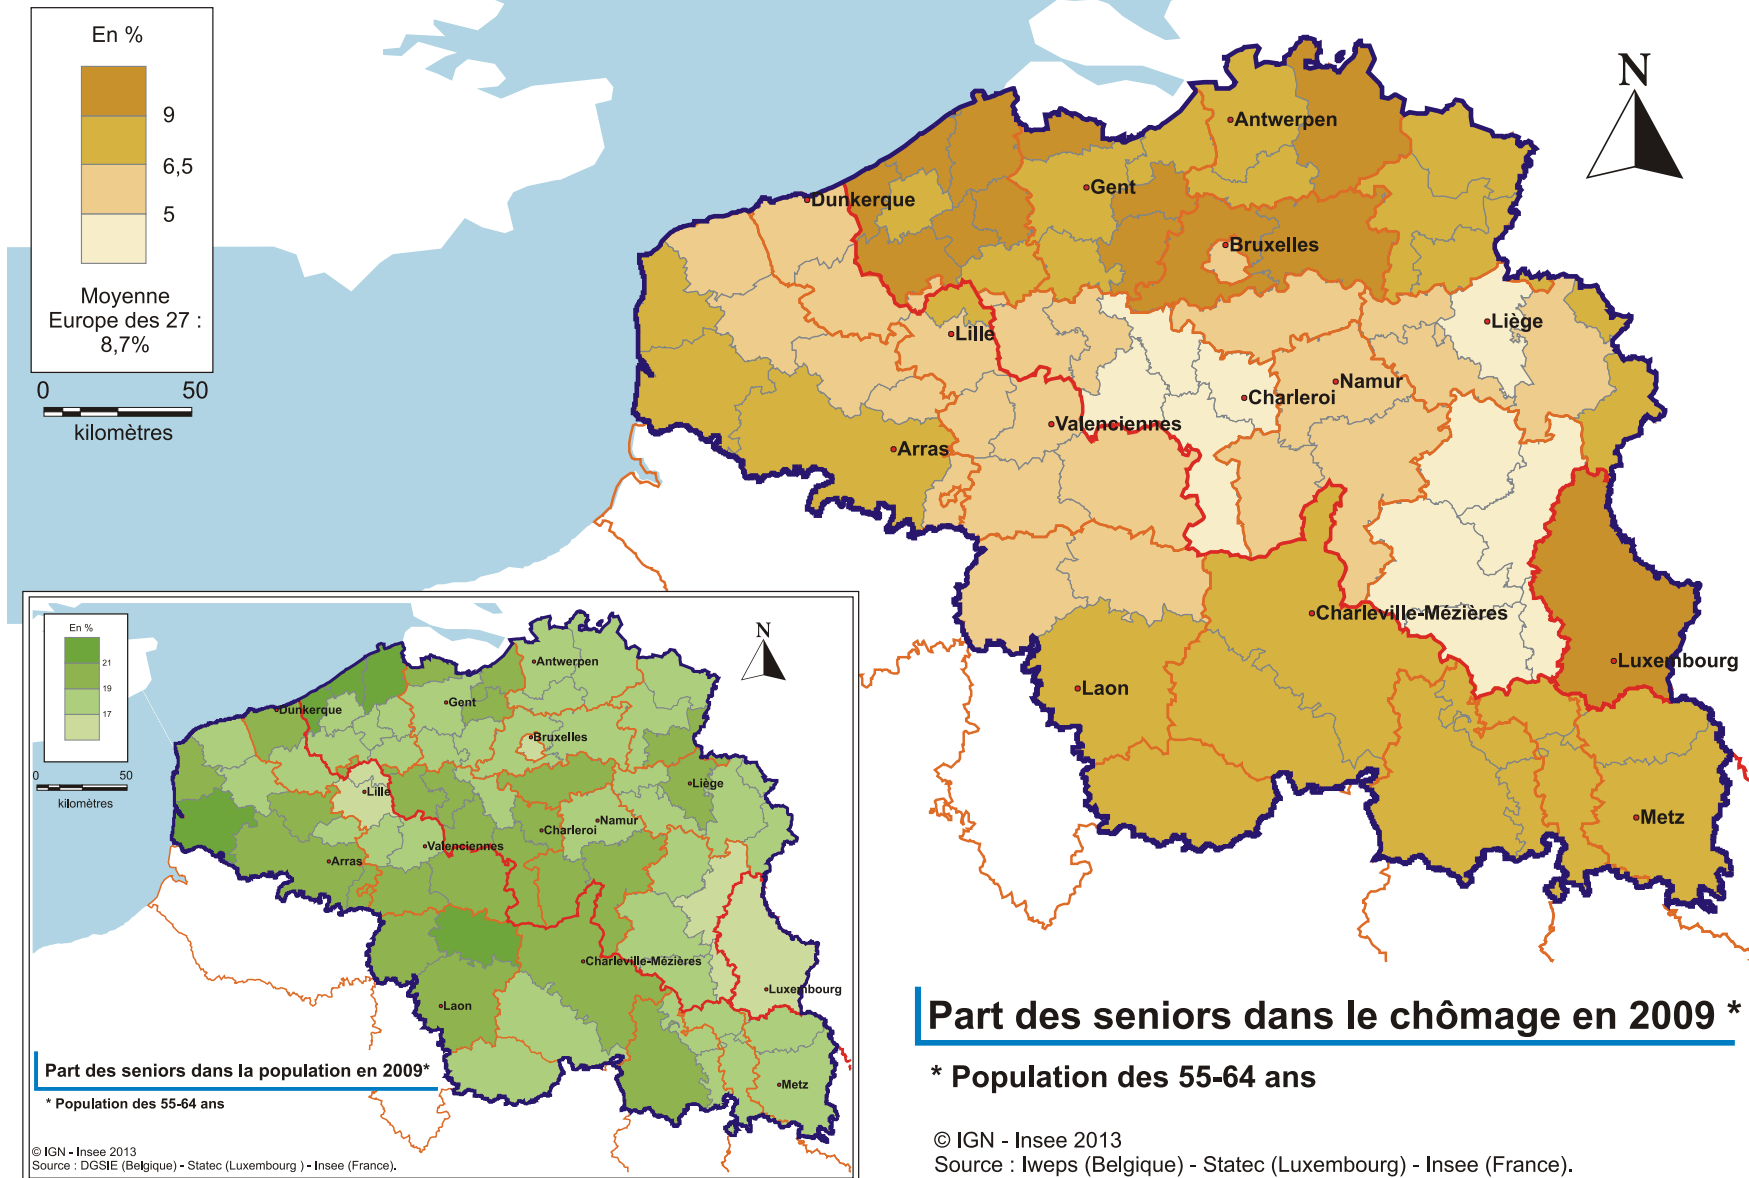 En %
9
6,5
5
Moyenne
Europe des 27 :
8,7%
0 50
kilomètres
N
Antwerpen
Gent
Dunkerque
Bruxelles
Liège
Lille
Namur
Charleroi
Valenciennes
Arras
Charleville-Mézières
Luxembourg
Laon
Metz
En %
21
19
17
0 50
kilomètres
N
Antwerpen
Gent
Dunkerque
Bruxelles
Liège
Lille
Namur
Charleroi
Valenciennes
Arras
Charleville-Mézières
Luxembourg
Laon
Metz
Part des seniors dans la population en 2009*
* Population des 55-64 ans
© IGN - Insee 2013
Source : DGSIE (Belgique) - Statec (Luxembourg ) - Insee (France).
Part des seniors dans le chômage en 2009 *
* Population des 55-64 ans
© IGN - Insee 2013
Source : Iweps (Belgique) - Statec (Luxembourg) - Insee (France).